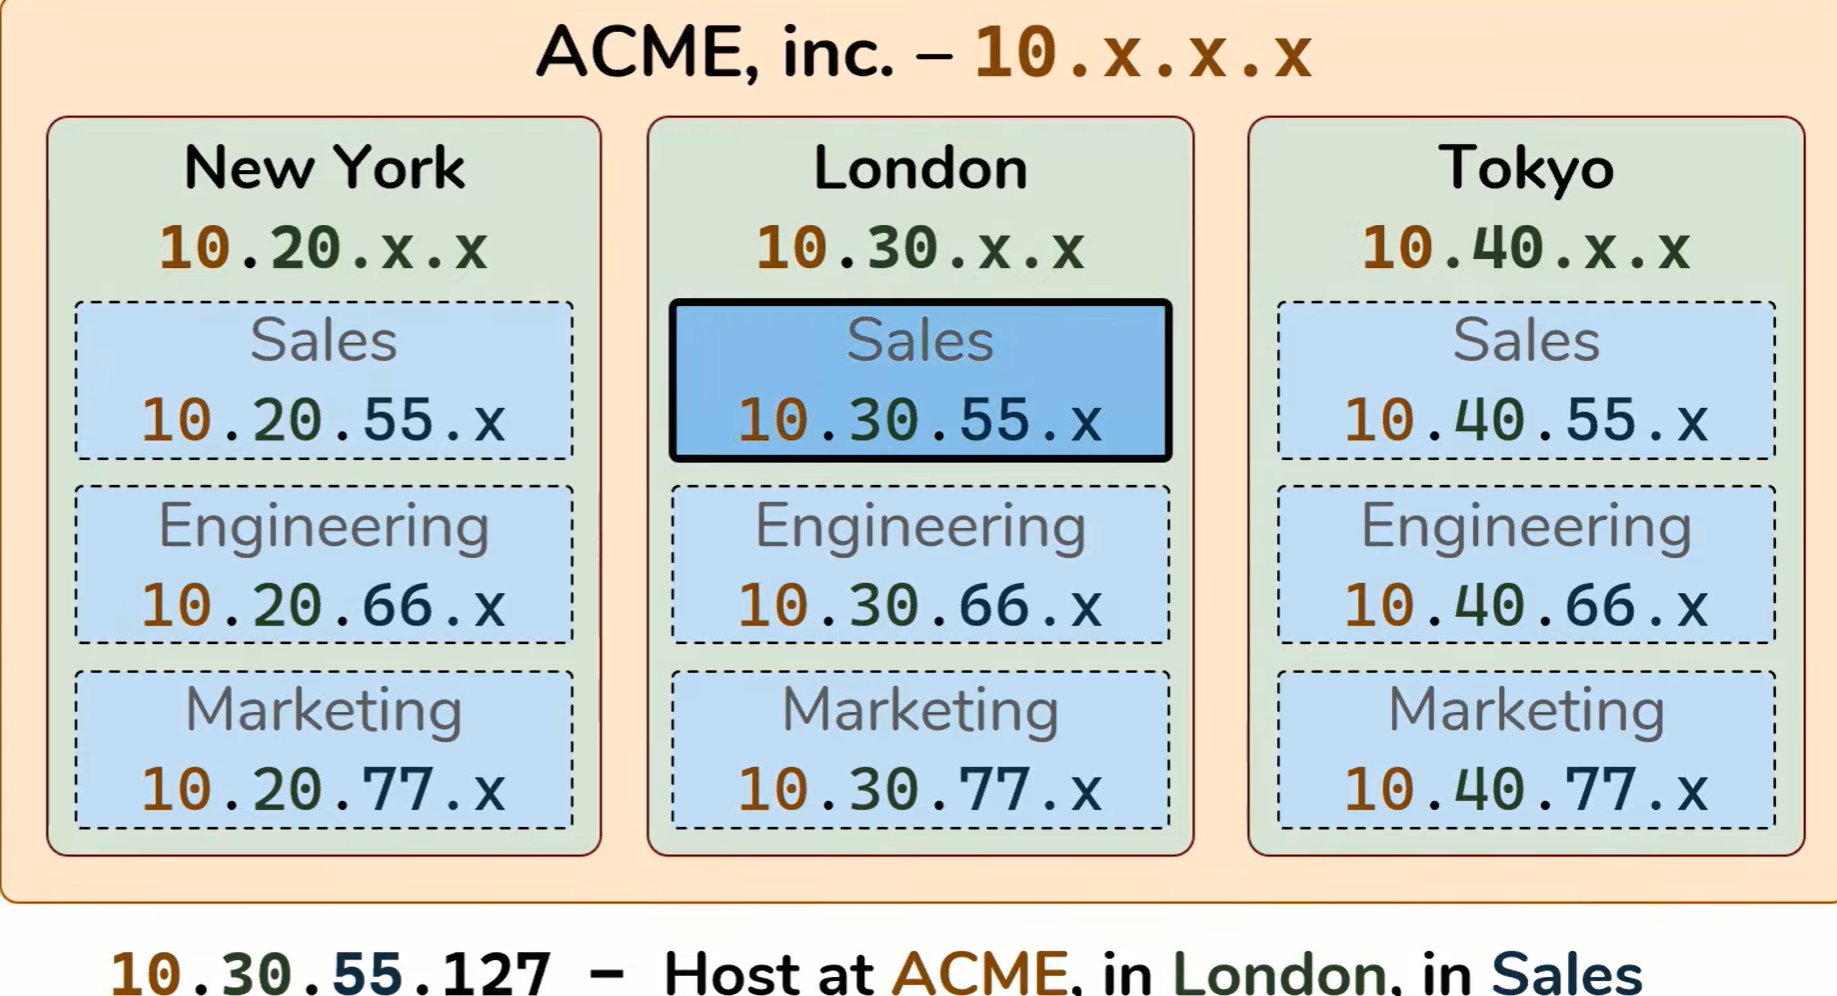 ACME, inc. – 10.x.x.x
New York
10.20.x.x
Sales
10.20.55.x
Engineering
10.20.66.x
Marketing
10.20.77.x
London
10.30.x.x
Sales
10.30.55.x
Engineering
10.30.66.x
Marketing
10.30.77.x
Tokyo
10.40.x.x
Sales
10.40.55.x
Engineering
10.40.66.x
Marketing
10.40.77.x
10.30.55.127 – Host at ACME, in London, in Sales